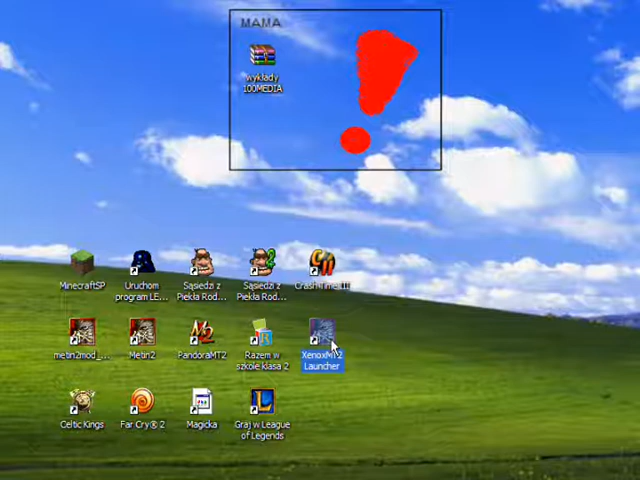 MAMA
wykłady
100MEDIA
MinecraftSP
Uruchom
program LE...
Sąsiedzi z
Piekła Rod...
Sąsiedzi z
Piekła Rod...
Crash Time III
metin2mod_...
Metin2
PandoraMT2
Razem w
szkole klasa 2
XenoxMt2
Launcher
Celtic Kings
Far Cry® 2
Magicka
Graj w League
of Legends